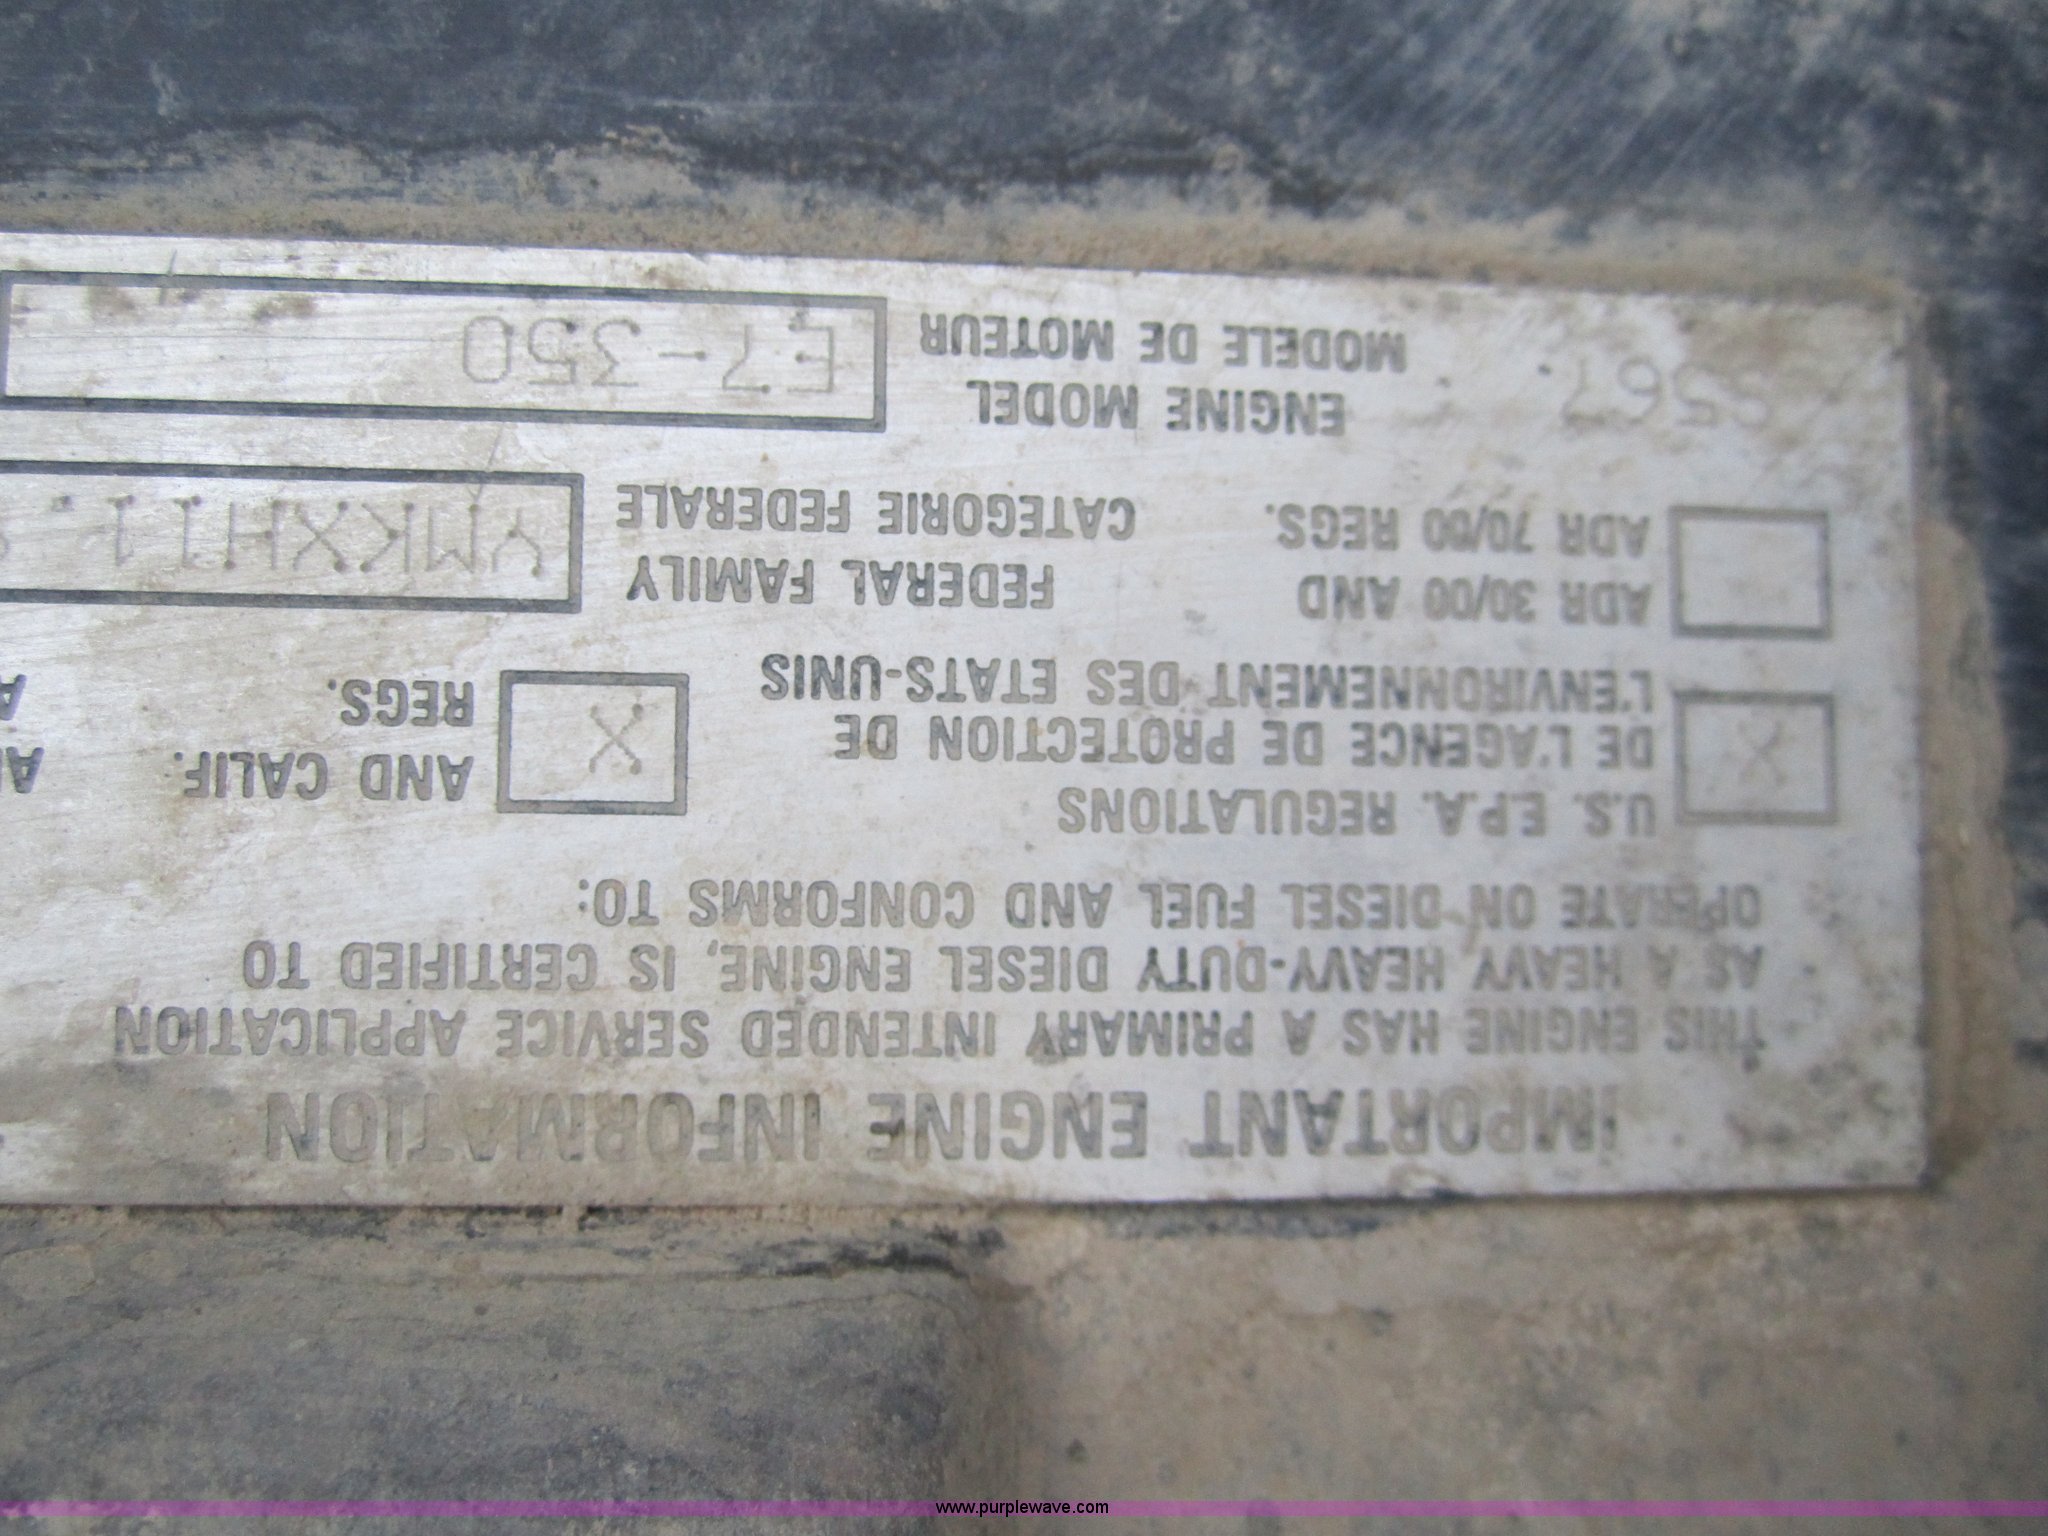 IMPORTANT ENGINE INFORMATION
THIS ENGINE HAS A PRIMARY INTENDED SERVICE APPLICATION
AS A HEAVY HEAVY-DUTY DIESEL ENGINE, IS CERTIFIED TO
OPERATE ON DIESEL FUEL AND CONFORMS TO:
X U.S. E.P.A. REGULATIONS
DE L'AGENCE DE PROTECTION DE
L'ENVIRONNEMENT DES ETATS-UNIS
X AND CALIF.
REGS.
ADR 30/00 AND
ADR 70/00 REGS.
FEDERAL FAMILY
CATEGORIE FEDERALE
YMKXH11.
ENGINE MODEL
MODELE DE MOTEUR
E7-350
www.purplewave.com